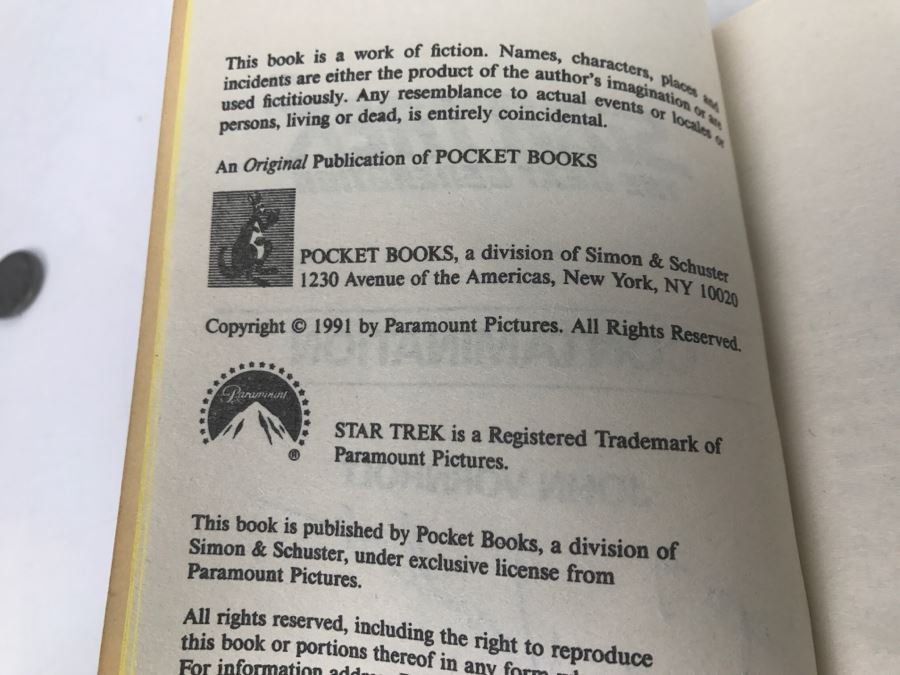 This book is a work of fiction. Names, characters, places and
incidents are either the product of the author's imagination or are
used fictitiously. Any resemblance to actual events or locales or
persons, living or dead, is entirely coincidental.
An Original Publication of POCKET BOOKS
POCKET BOOKS, a division of Simon & Schuster
1230 Avenue of the Americas, New York, NY 10020
Copyright © 1991 by Paramount Pictures. All Rights Reserved.
Paramount
®
STAR TREK is a Registered Trademark of
Paramount Pictures.
This book is published by Pocket Books, a division of
Simon & Schuster, under exclusive license from
Paramount Pictures.
All rights reserved, including the right to reproduce
this book or portions thereof in any form
For information